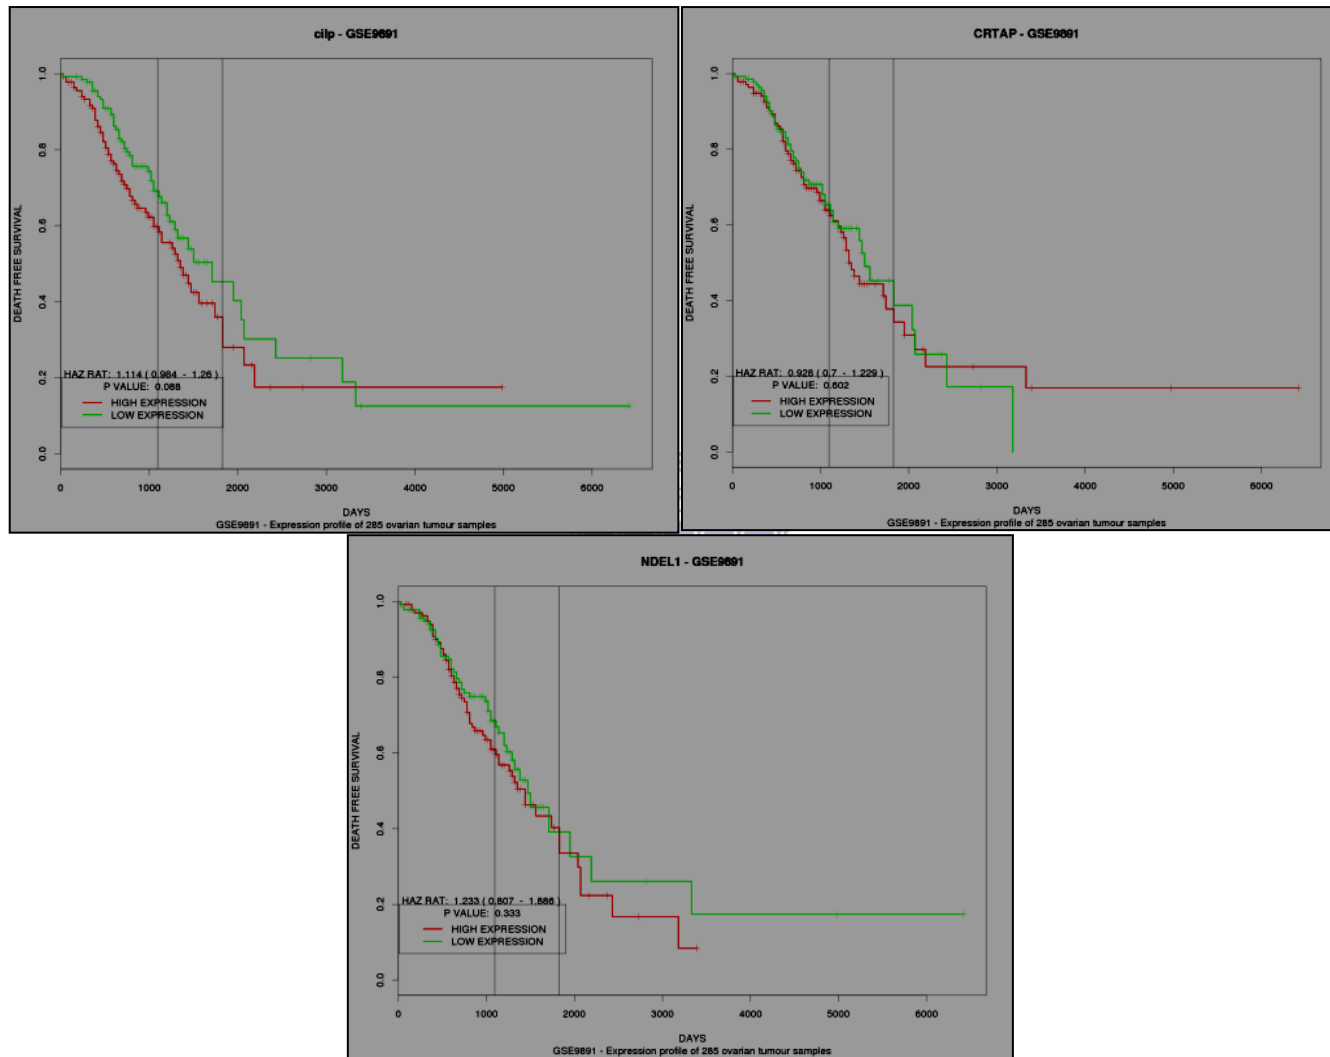 cilp - GSE9891
DEATH FREE SURVIVAL
1.0
0.8
0.6
0.4
0.2
0.0
HAZ RAT: 1.114 ( 0.984 - 1.26 )
P VALUE: 0.088
HIGH EXPRESSION
LOW EXPRESSION
0 1000 2000 3000 4000 5000 6000
DAYS
GSE9891 - Expression profile of 285 ovarian tumour samples
CRTAP - GSE9891
DEATH FREE SURVIVAL
1.0
0.8
0.6
0.4
0.2
0.0
HAZ RAT: 0.928 ( 0.7 - 1.229 )
P VALUE: 0.602
HIGH EXPRESSION
LOW EXPRESSION
0 1000 2000 3000 4000 5000 6000
DAYS
GSE9891 - Expression profile of 285 ovarian tumour samples
NDEL1 - GSE9891
DEATH FREE SURVIVAL
1.0
0.8
0.6
0.4
0.2
0.0
HAZ RAT: 1.233 ( 0.807 - 1.886 )
P VALUE: 0.333
HIGH EXPRESSION
LOW EXPRESSION
0 1000 2000 3000 4000 5000 6000
DAYS
GSE9891 - Expression profile of 285 ovarian tumour samples